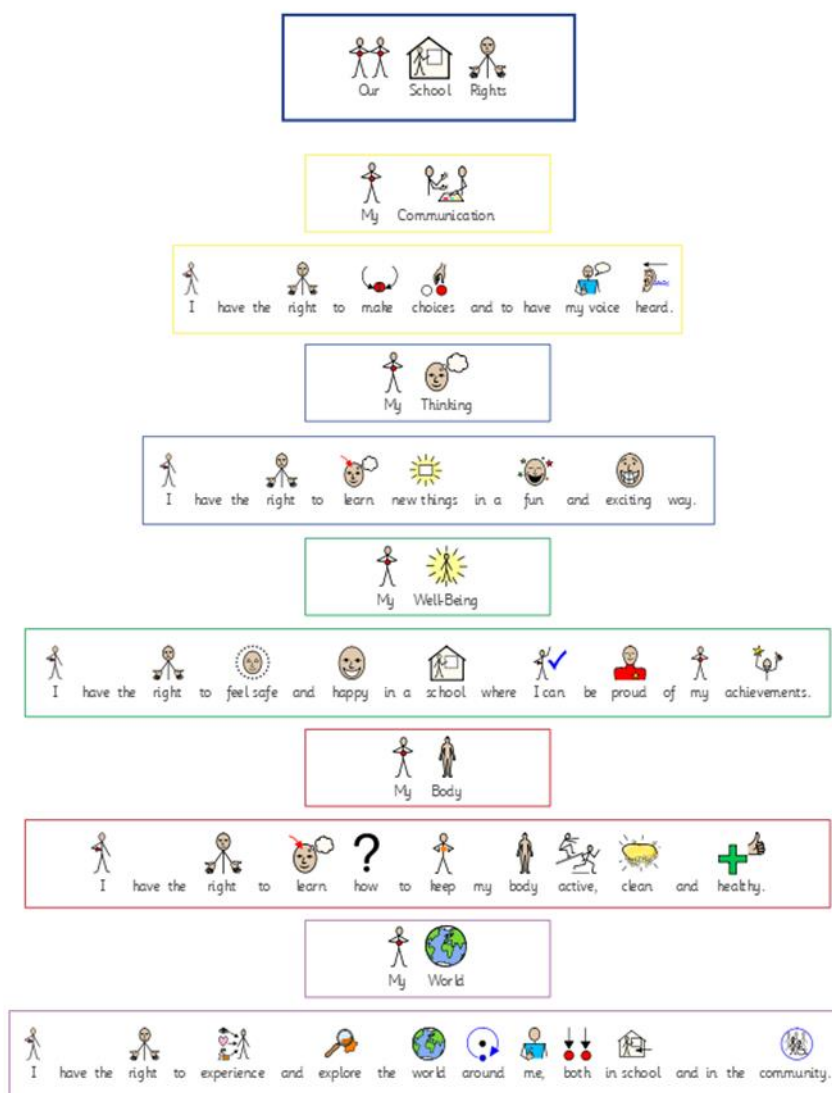 Our School Rights
My Communication
I have the right to make choices and to have my voice heard.
My Thinking
I have the right to learn new things in a fun and exciting way.
My Well-Being
I have the right to feel safe and happy in a school where I can be proud of my achievements.
My Body
I have the right to learn how to keep my body active, clean and healthy.
My World
I have the right to experience and explore the world around me, both in school and in the community.